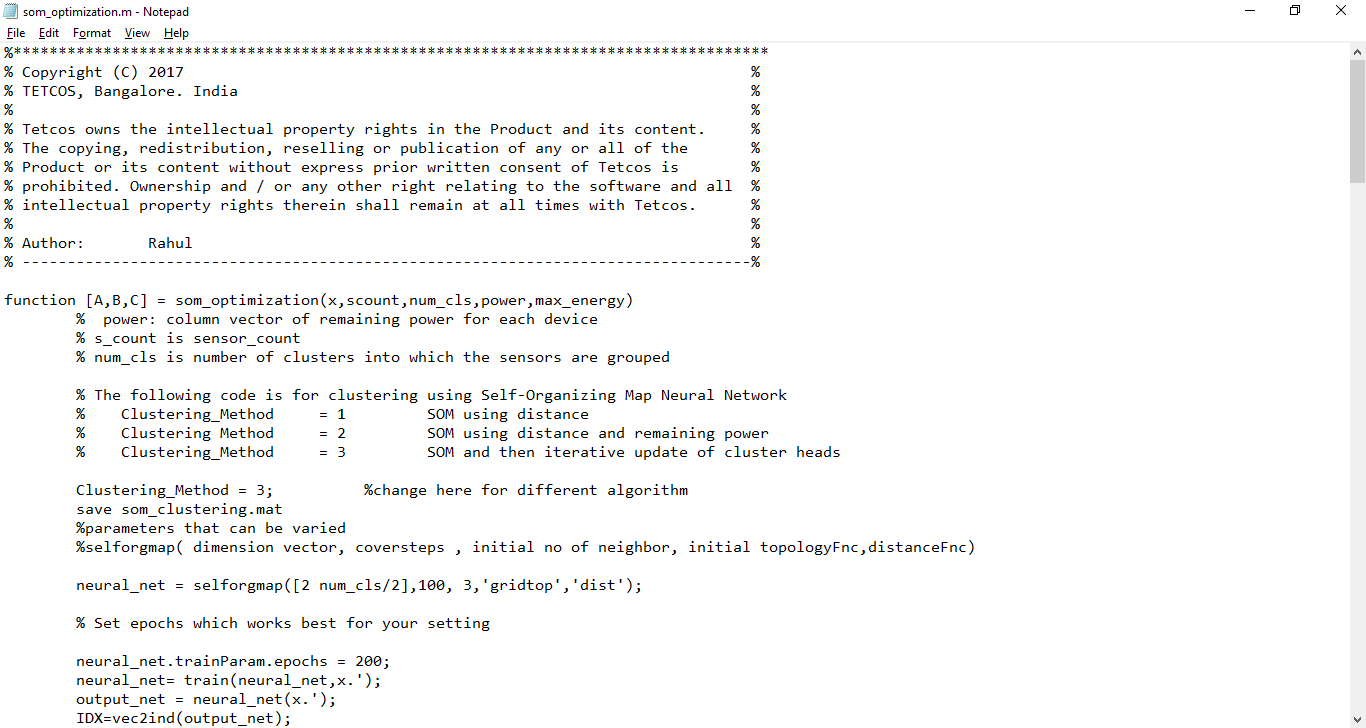 som_optimization.m - Notepad
File Edit Format View Help
%************************************************************************************
% Copyright (C) 2017 %
% TETCOS, Bangalore. India %
% %
% Tetcos owns the intellectual property rights in the Product and its content. %
% The copying, redistribution, reselling or publication of any or all of the %
% Product or its content without express prior written consent of Tetcos is %
% prohibited. Ownership and / or any other right relating to the software and all %
% intellectual property rights therein shall remain at all times with Tetcos. %
% %
% Author: Rahul %
% ---------------------------------------------------------------------------------%
function [A,B,C] = som_optimization(x,scount,num_cls,power,max_energy)
% power: column vector of remaining power for each device
% s_count is sensor_count
% num_cls is number of clusters into which the sensors are grouped
% The following code is for clustering using Self-Organizing Map Neural Network
% Clustering_Method = 1 SOM using distance
% Clustering Method = 2 SOM using distance and remaining power
% Clustering_Method = 3 SOM and then iterative update of cluster heads
Clustering_Method = 3; %change here for different algorithm
save som_clustering.mat
%parameters that can be varied
%selforgmap( dimension vector, coversteps , initial no of neighbor, initial topologyFnc,distanceFnc)
neural_net = selforgmap([2 num_cls/2],100, 3,'gridtop','dist');
% Set epochs which works best for your setting
neural_net.trainParam.epochs = 200;
neural_net= train(neural_net,x.');
output_net = neural_net(x.');
IDX=vec2ind(output_net);